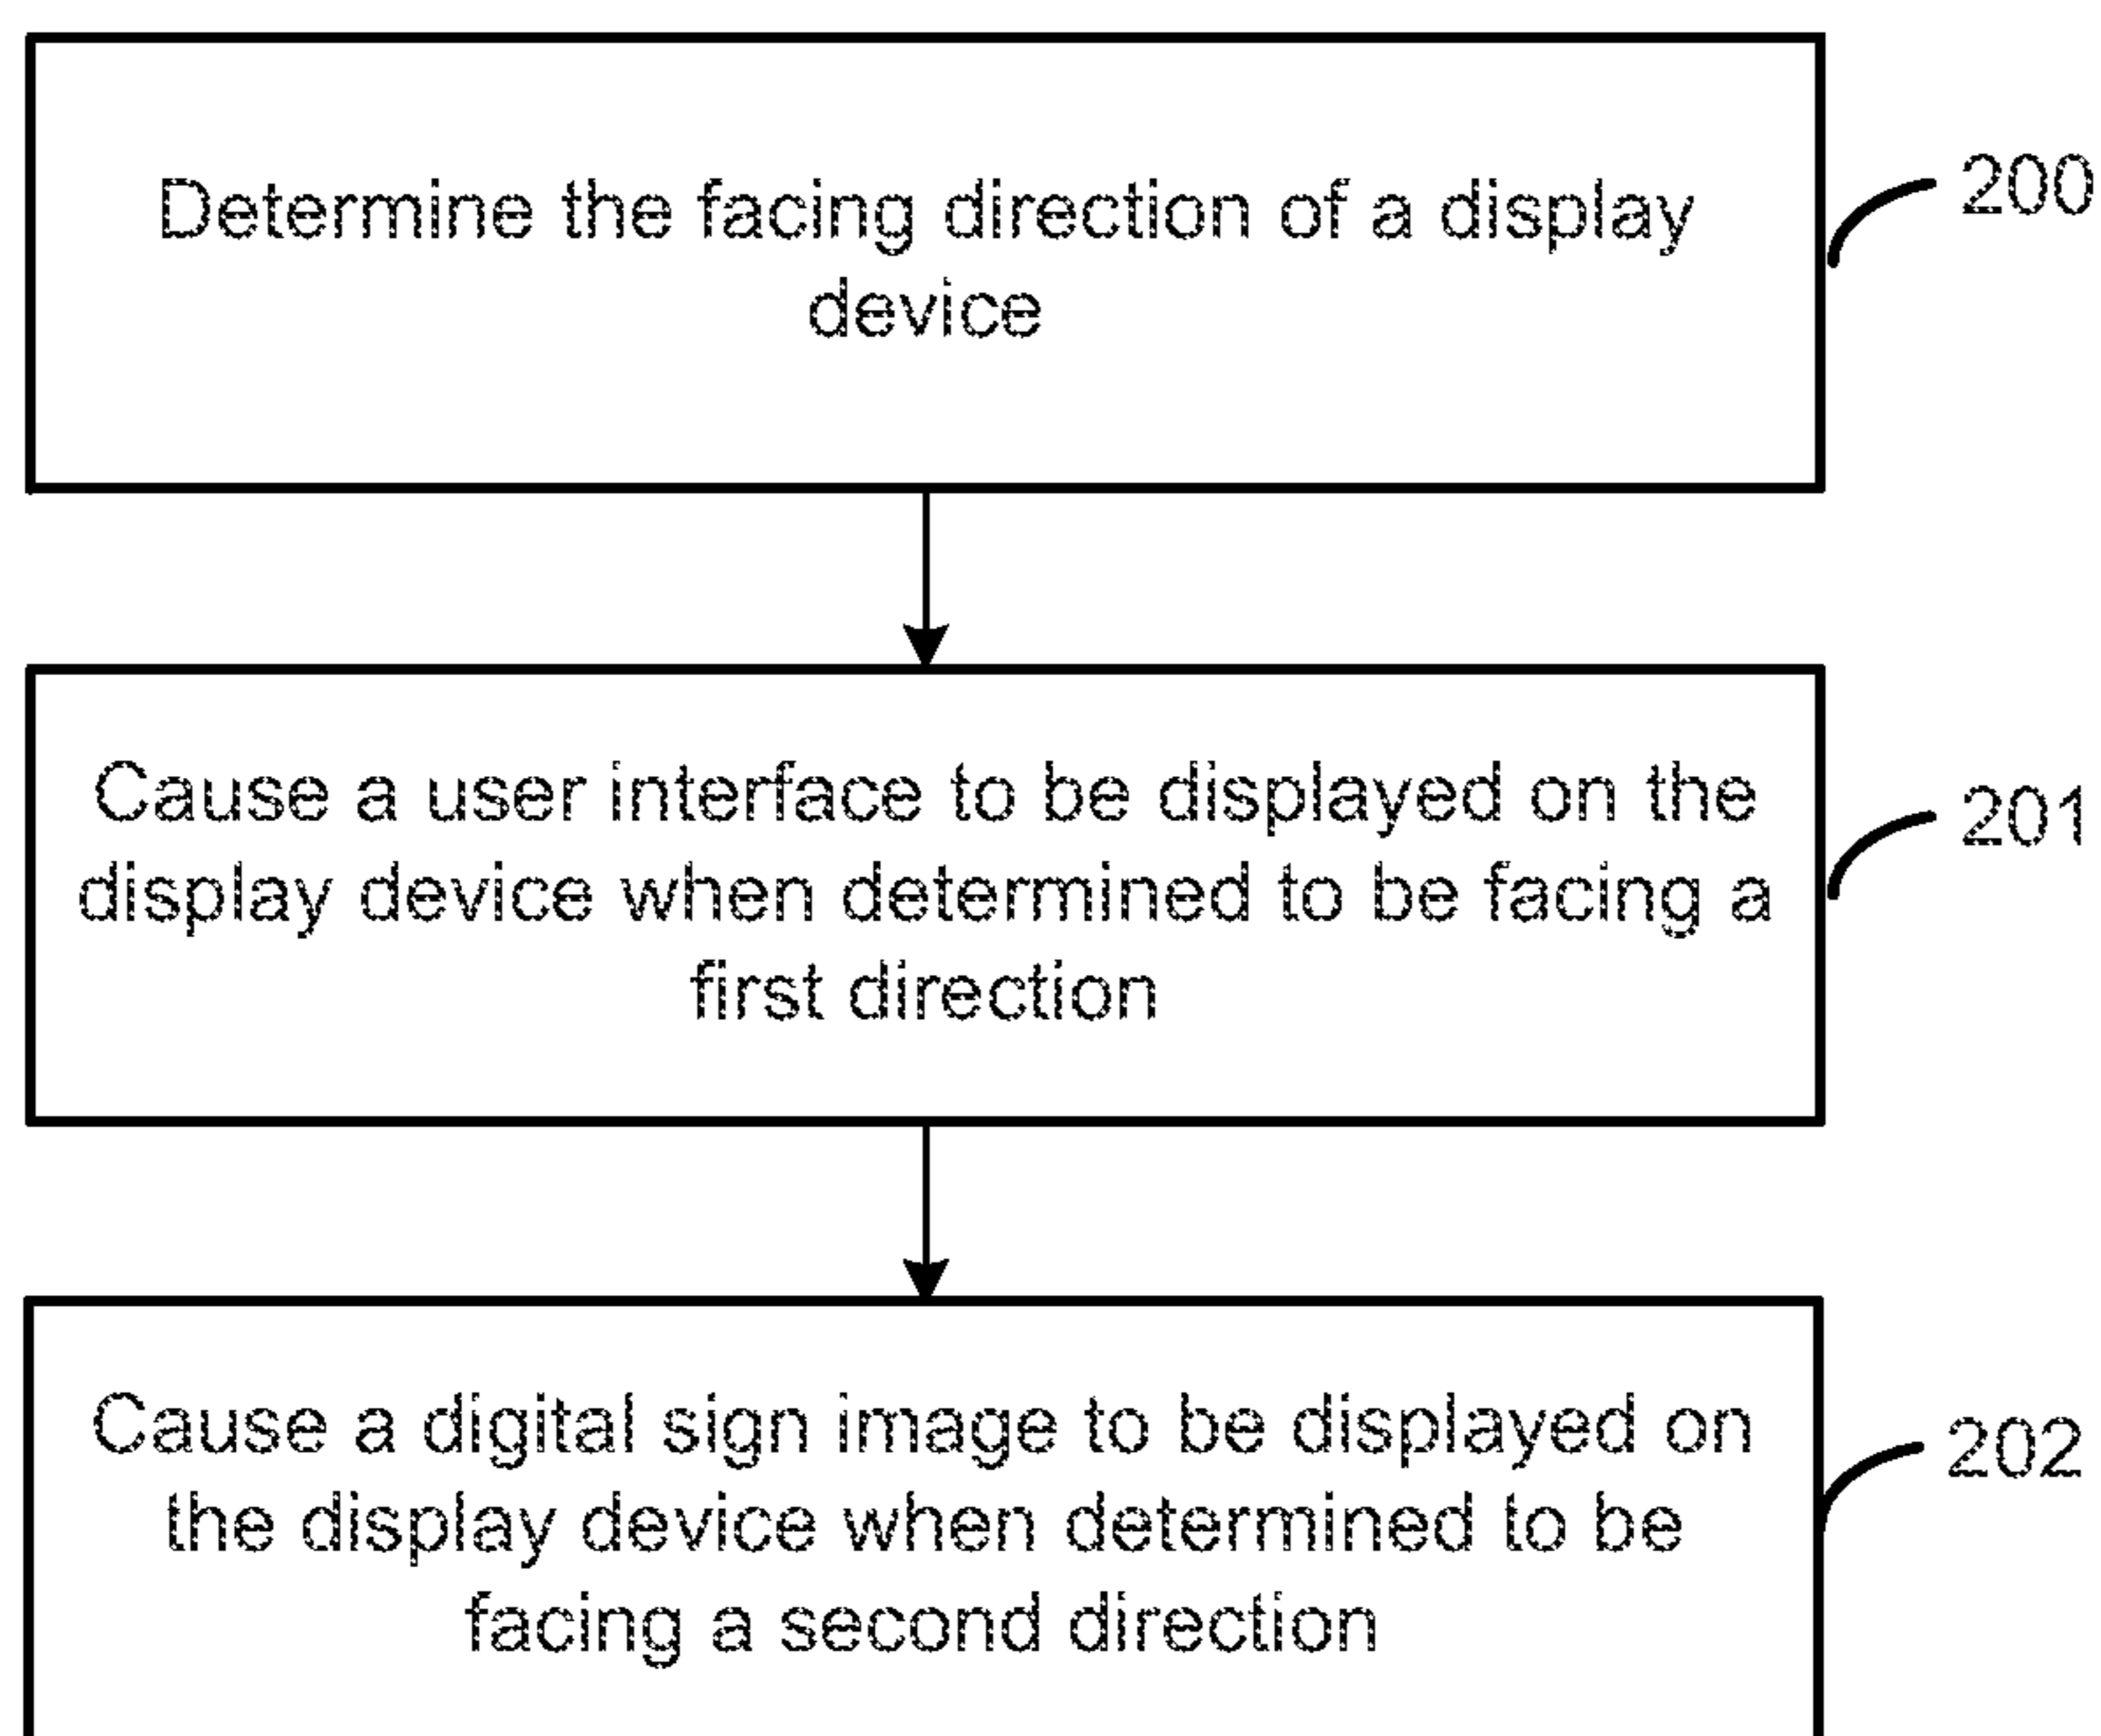 Determine the facing direction of a display
device
200
Cause a user interface to be displayed on the
display device when determined to be facing a
first direction
201
Cause a digital sign image to be displayed on
the display device when determined to be
facing a second direction
202